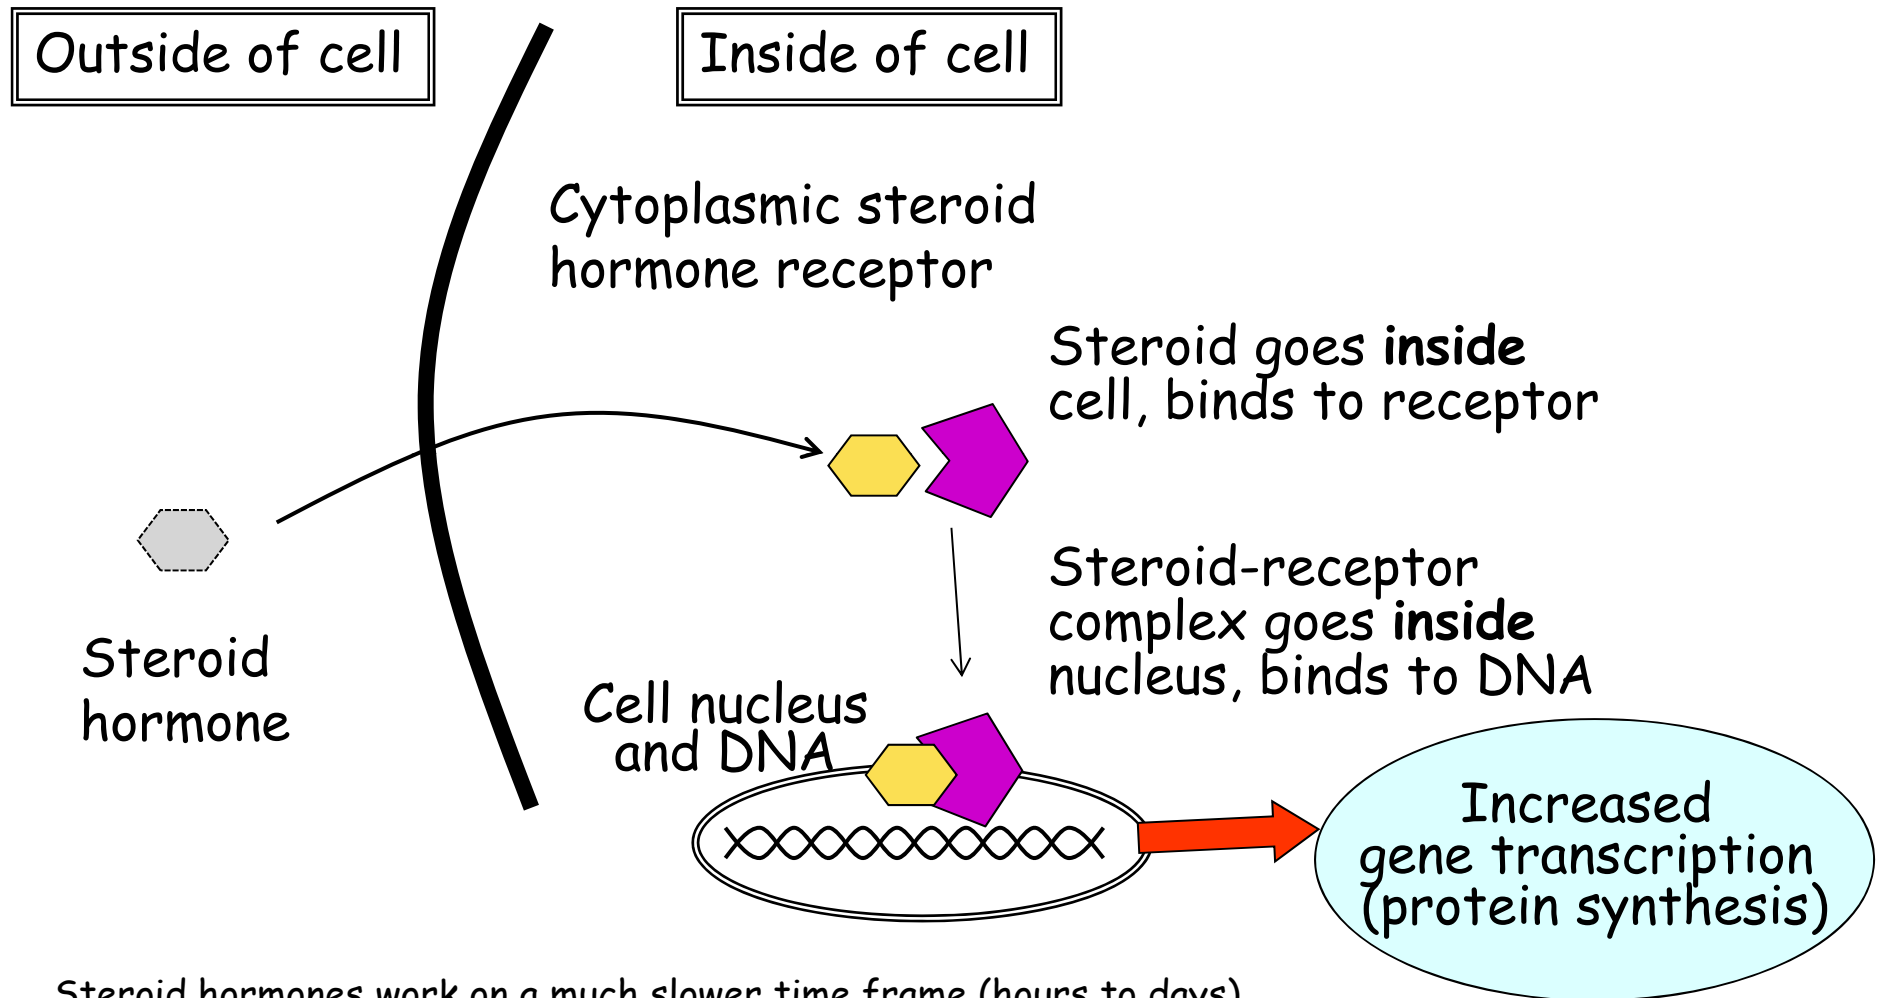 Outside of cell
Inside of cell
Cytoplasmic steroid
hormone receptor
Steroid goes inside
cell, binds to receptor
Steroid-receptor
complex goes inside
nucleus, binds to DNA
Steroid
hormone
Cell nucleus
and DNA
Increased
gene transcription
(protein synthesis)
Steroid hormones work on a much slower time frame (hours to days)